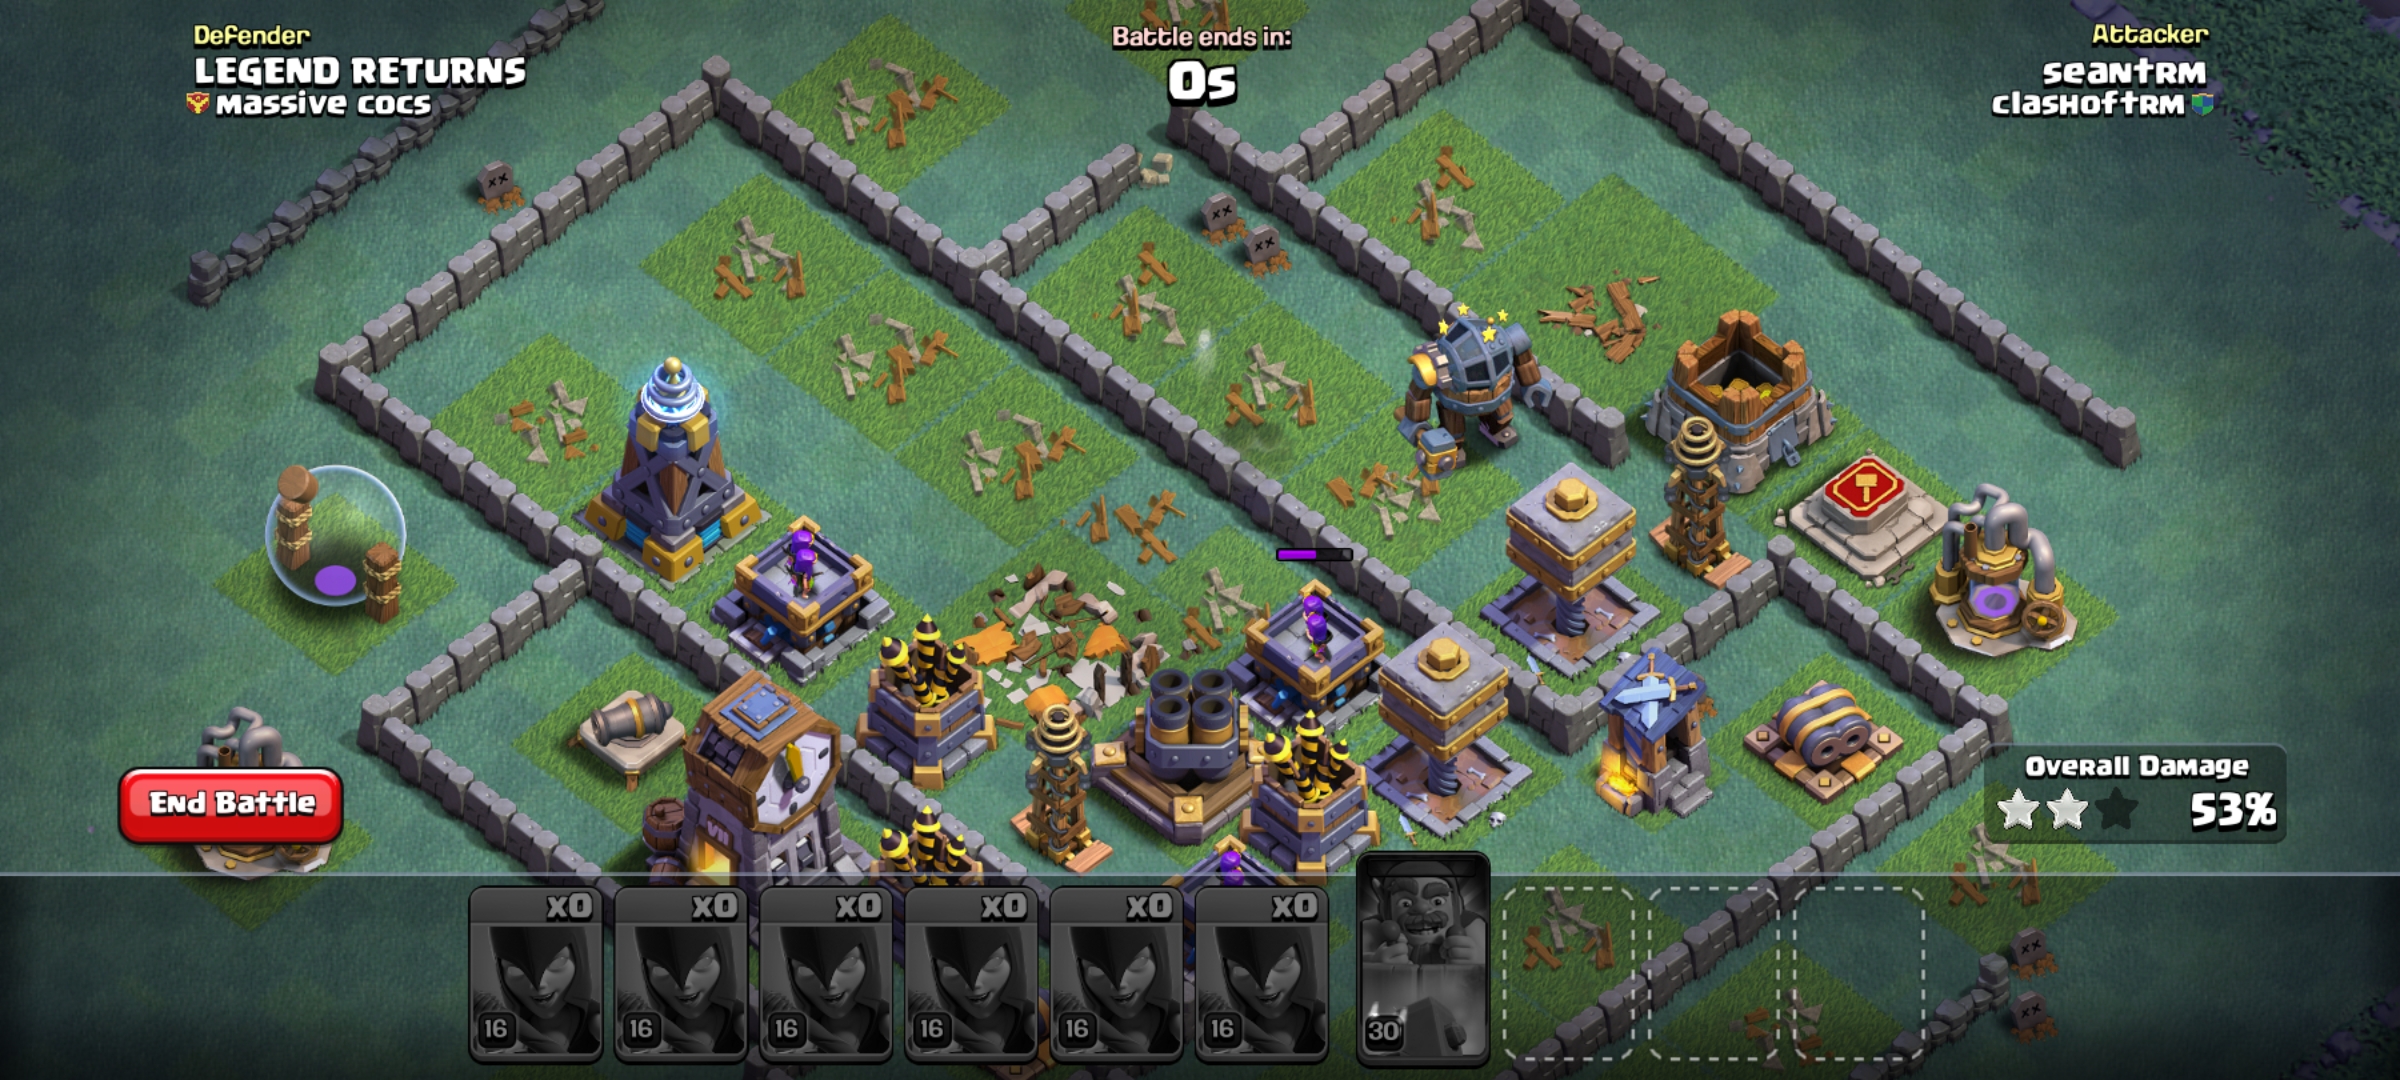 Defender
LEGEND RETURNS
massive cocs
Battle ends in:
0s
Attacker
seantRM
clashoftRM
VII
End Battle
Overall Damage
53%
x0
x0
x0
x0
x0
x0
16
16
16
16
16
16
30